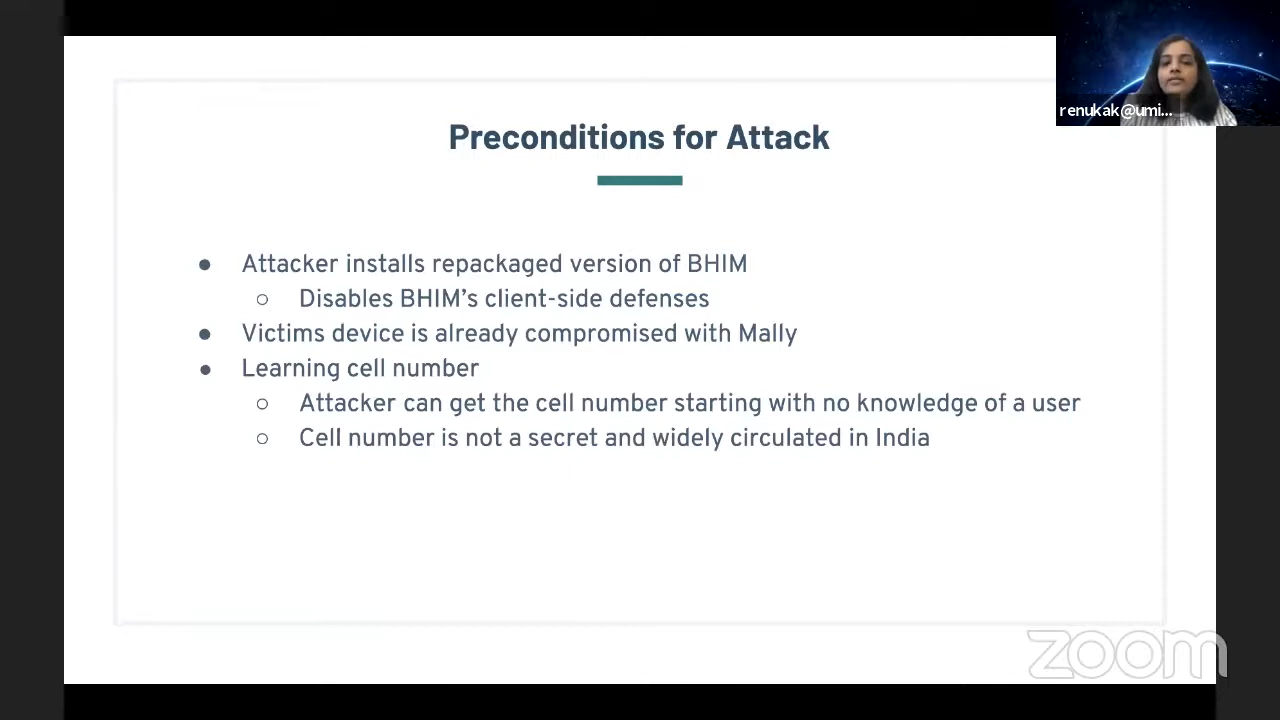 renukak@umi...
Preconditions for Attack
● Attacker installs repackaged version of BHIM
○ Disables BHIM's client-side defenses
● Victims device is already compromised with Mally
● Learning cell number
○ Attacker can get the cell number starting with no knowledge of a user
○ Cell number is not a secret and widely circulated in India
zoom